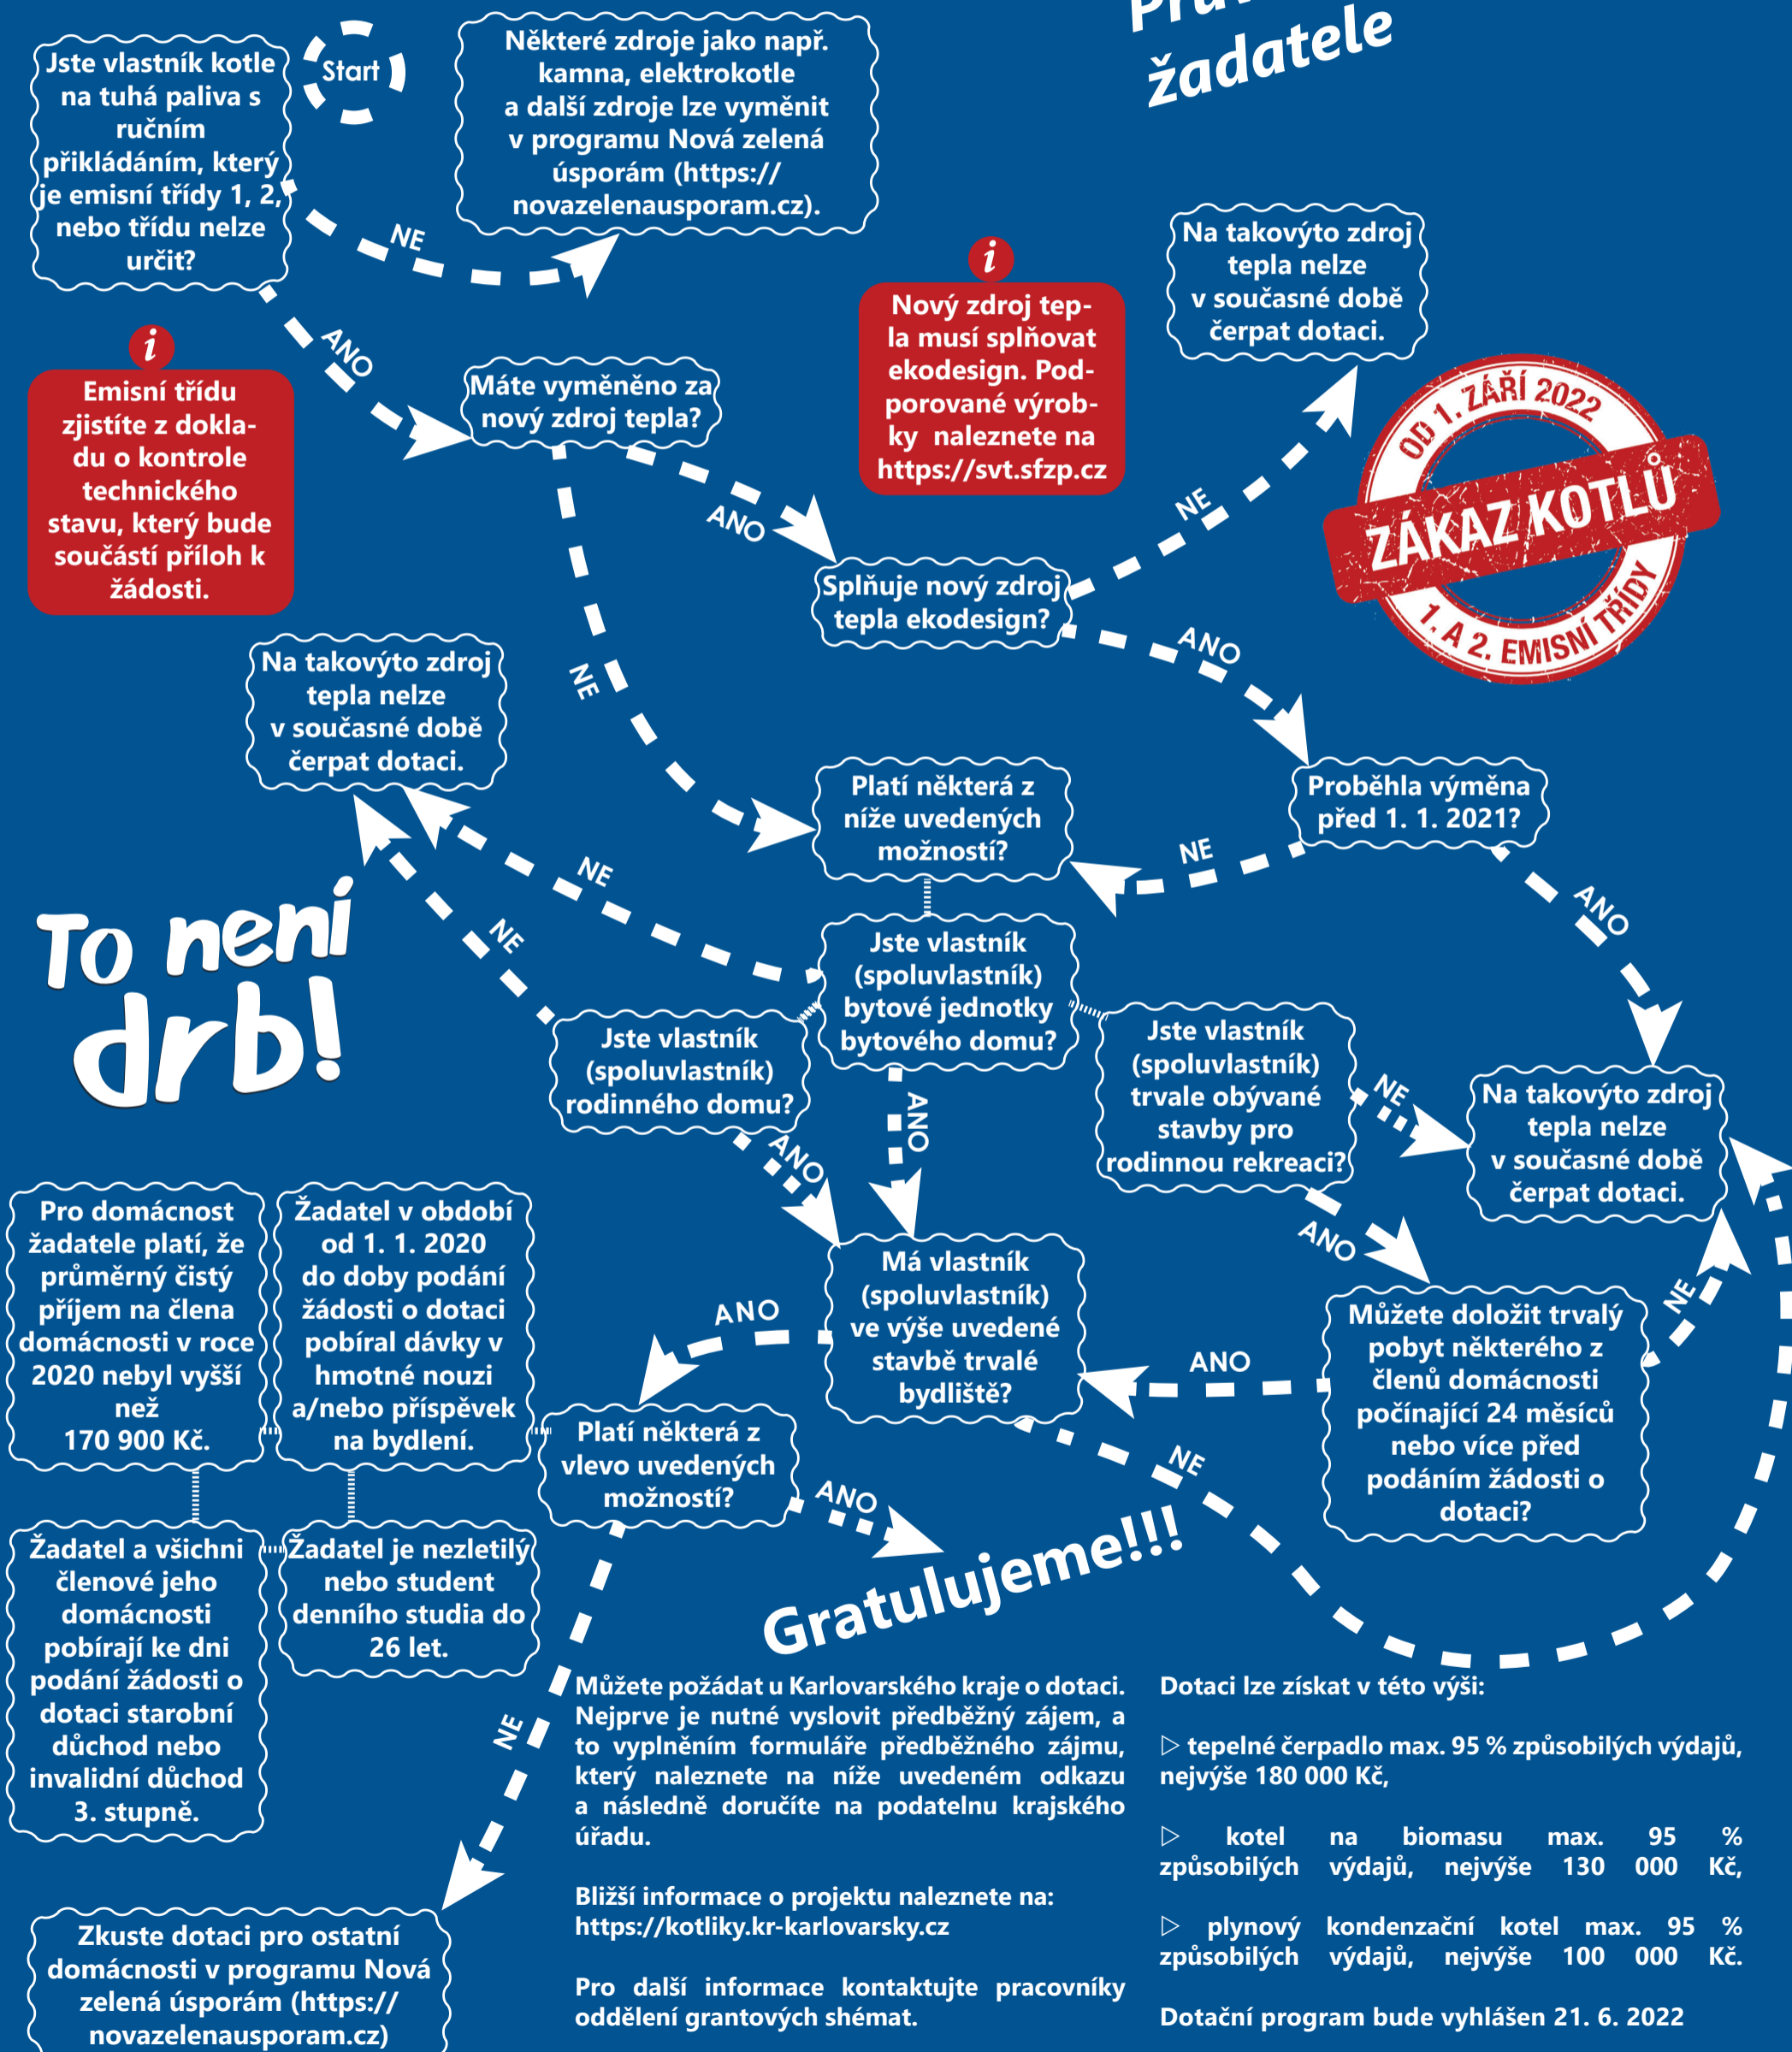 žadatele
Start
Jste vlastník kotle
na tuhá paliva s
ručním
přikládáním, který
je emisní třídy 1, 2,
nebo třídu nelze
určit?
NE
Některé zdroje jako např.
kamna, elektrokotle
a další zdroje lze vyměnit
v programu Nová zelená
úsporám (https://
novazelenausporam.cz).
ANO
i
Emisní třídu
zjistíte z dokla-
du o kontrole
technického
stavu, který bude
součástí příloh k
žádosti.
Máte vyměněno za
nový zdroj tepla?
i
Nový zdroj tep-
la musí splňovat
ekodesign. Pod-
porované výrob-
ky naleznete na
https://svt.sfzp.cz
Na takovýto zdroj
tepla nelze
v současné době
čerpat dotaci.
OD 1. ZÁŘÍ 2022
ZÁKAZ KOTLŮ
1. A 2. EMISNÍ TŘÍDY
ANO
NE
Splňuje nový zdroj
tepla ekodesign?
NE
ANO
Na takovýto zdroj
tepla nelze
v současné době
čerpat dotaci.
Platí některá z
níže uvedených
možností?
NE
Proběhla výměna
před 1. 1. 2021?
ANO
NE
NE
To není
drb!
Jste vlastník
(spoluvlastník)
bytové jednotky
bytového domu?
Jste vlastník
(spoluvlastník)
rodinného domu?
Jste vlastník
(spoluvlastník)
trvale obývané
stavby pro
rodinnou rekreaci?
NE
Na takovýto zdroj
tepla nelze
v současné době
čerpat dotaci.
ANO
ANO
ANO
Pro domácnost
žadatele platí, že
průměrný čistý
příjem na člena
domácnosti v roce
2020 nebyl vyšší
než
170 900 Kč.
Žadatel v období
od 1. 1. 2020
do doby podání
žádosti o dotaci
pobíral dávky v
hmotné nouzi
a/nebo příspěvek
na bydlení.
ANO
Má vlastník
(spoluvlastník)
ve výše uvedené
stavbě trvalé
bydliště?
ANO
Můžete doložit trvalý
pobyt některého z
členů domácnosti
počínající 24 měsíců
nebo více před
podáním žádosti o
dotaci?
NE
Platí některá z
vlevo uvedených
možností?
ANO
NE
Žadatel a všichni
členové jeho
domácnosti
pobírají ke dni
podání žádosti o
dotaci starobní
důchod nebo
invalidní důchod
3. stupně.
Žadatel je nezletilý
nebo student
denního studia do
26 let.
NE
Gratulujeme!!!
Můžete požádat u Karlovarského kraje o dotaci.
Nejprve je nutné vyslovit předběžný zájem, a
to vyplněním formuláře předběžného zájmu,
který naleznete na níže uvedeném odkazu
a následně doručíte na podatelnu krajského
úřadu.
Bližší informace o projektu naleznete na:
https://kotliky.kr-karlovarsky.cz
Pro další informace kontaktujte pracovníky
oddělení grantových shémat.
Dotaci lze získat v této výši:
▷ tepelné čerpadlo max. 95 % způsobilých výdajů,
nejvýše 180 000 Kč,
▷ kotel na biomasu max. 95 %
způsobilých výdajů, nejvýše 130 000 Kč,
▷ plynový kondenzační kotel max. 95 %
způsobilých výdajů, nejvýše 100 000 Kč.
Dotační program bude vyhlášen 21. 6. 2022
Zkuste dotaci pro ostatní
domácnosti v programu Nová
zelená úsporám (https://
novazelenausporam.cz)